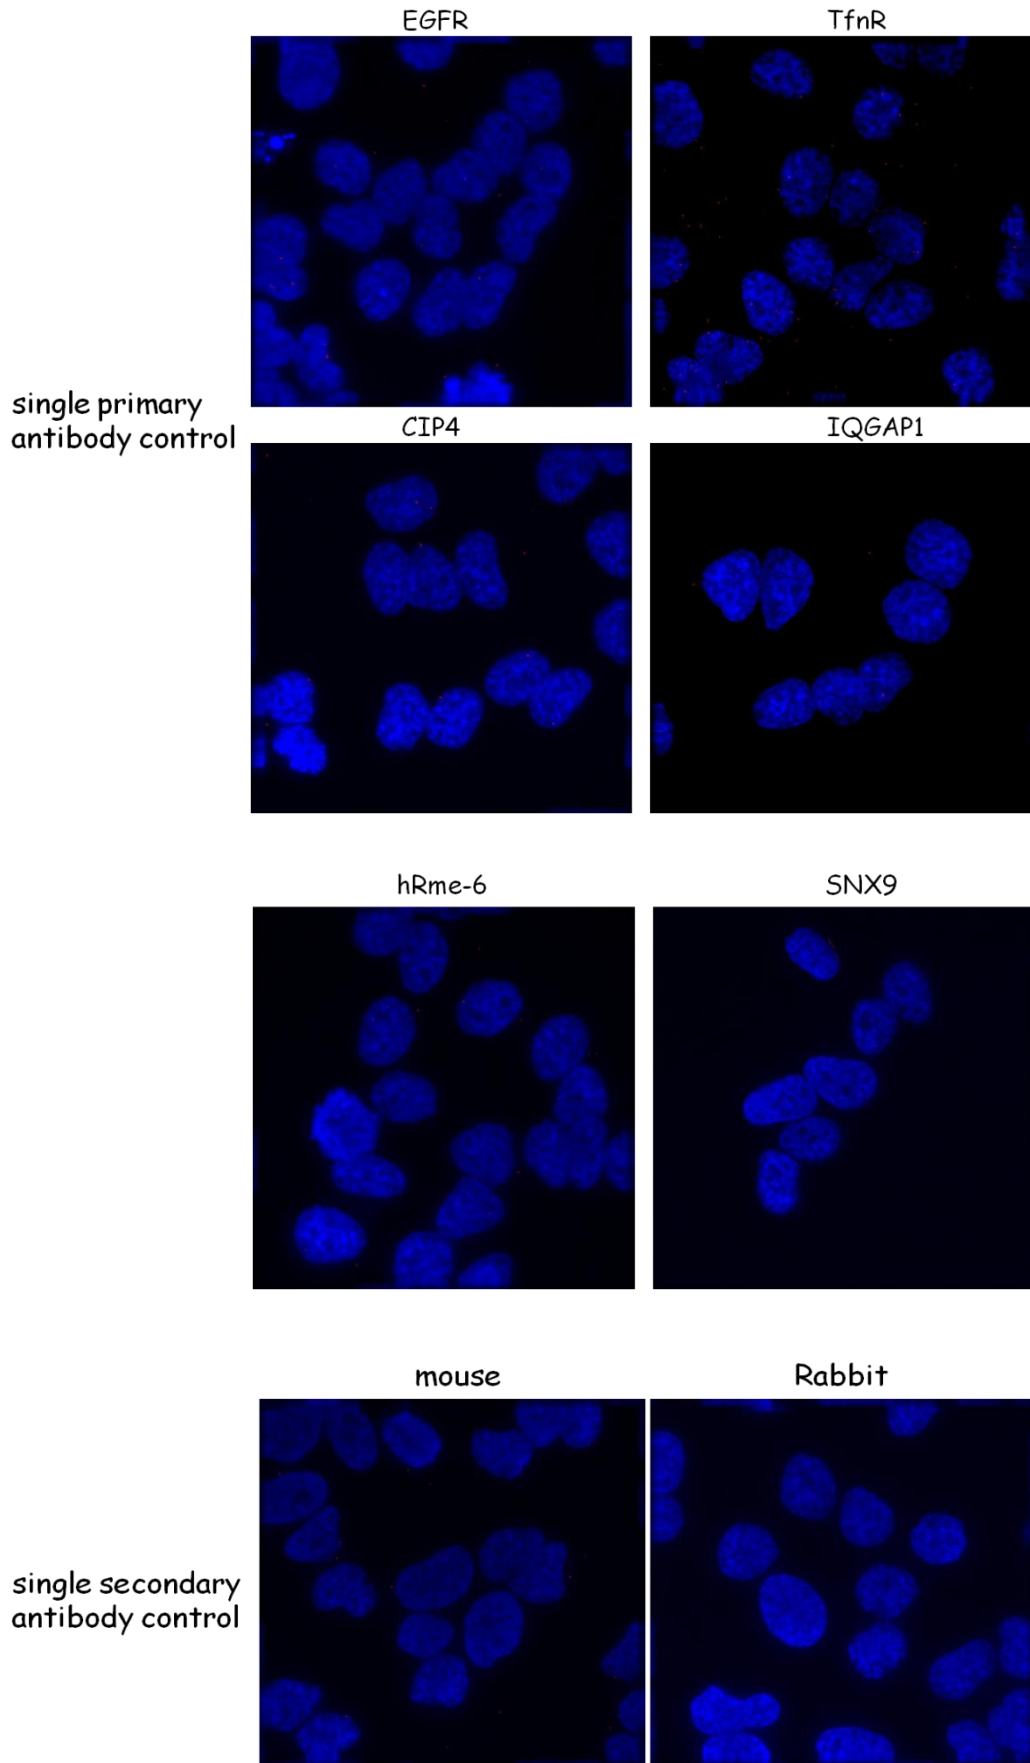 EGFR
TfnR
single primary
antibody control
CIP4
IQGAP1
hRme-6
SNX9
mouse
Rabbit
single secondary
antibody control